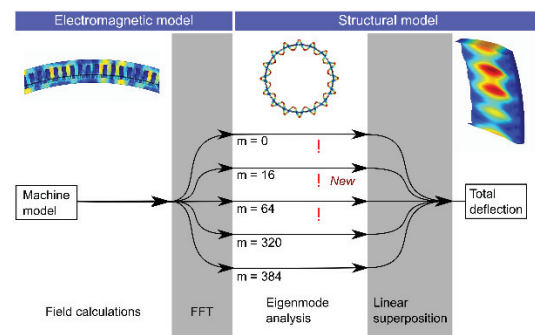 Electromagnetic model
Structural model
m = 0
!
m = 16
! New
Machine
model
m = 64
!
Total
deflection
m = 320
m = 384
Field calculations
FFT
Eigenmode
analysis
Linear
superposition